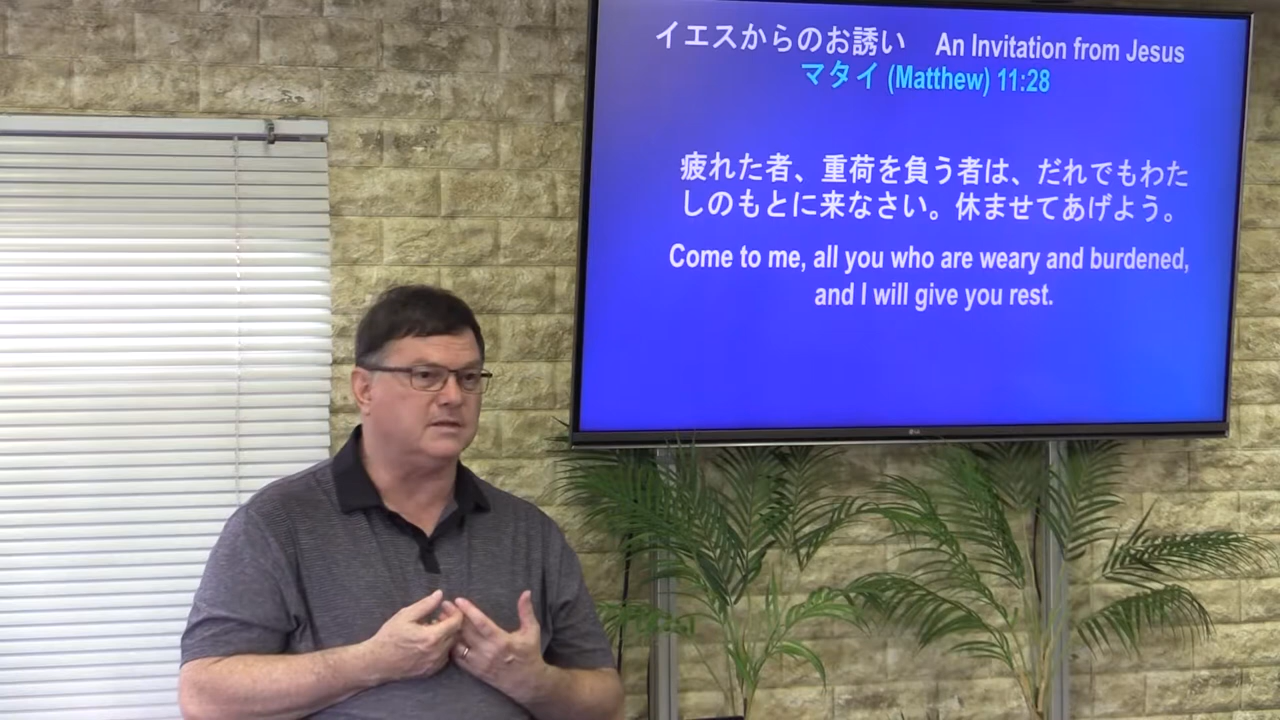 イエスからのお誘い An Invitation from Jesus
マタイ (Matthew) 11:28
疲れた者、重荷を負う者は、だれでもわた
しのもとに来なさい。休ませてあげよう。
Come to me, all you who are weary and burdened,
and I will give you rest.
LG